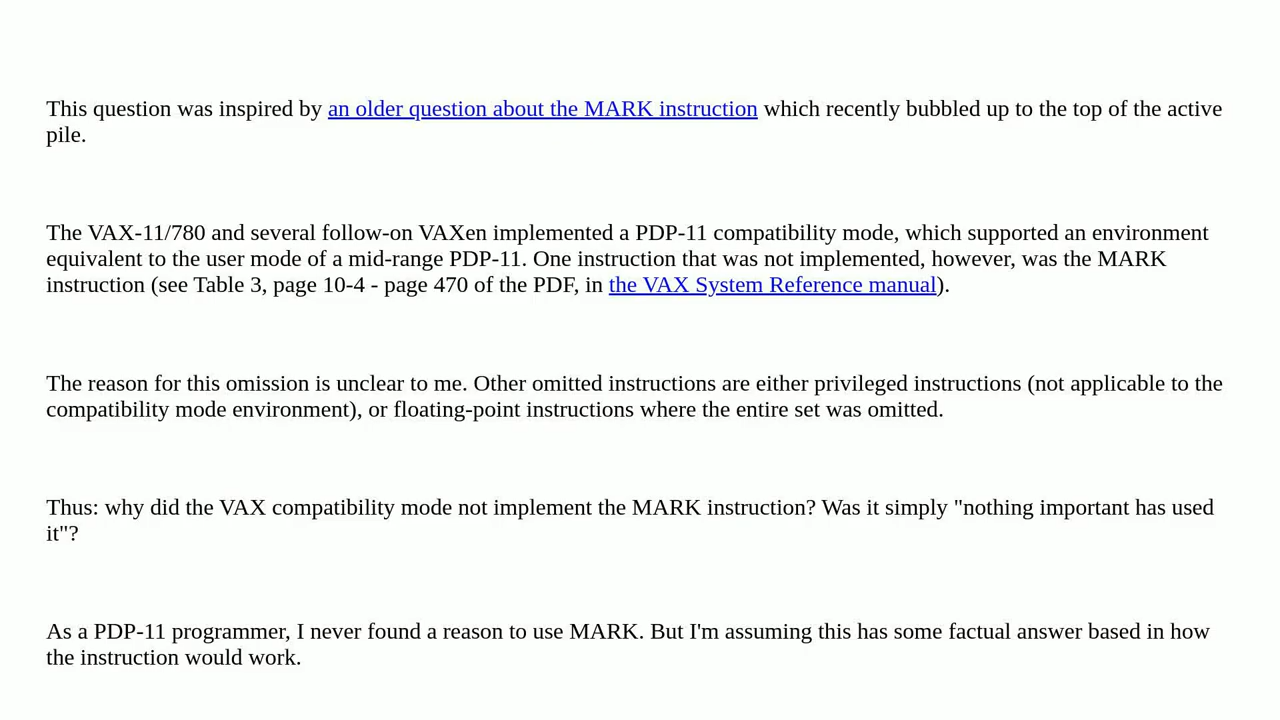 This question was inspired by an older question about the MARK instruction which recently bubbled up to the top of the active
pile.
The VAX-11/780 and several follow-on VAXen implemented a PDP-11 compatibility mode, which supported an environment
equivalent to the user mode of a mid-range PDP-11. One instruction that was not implemented, however, was the MARK
instruction (see Table 3, page 10-4 - page 470 of the PDF, in the VAX System Reference manual).
The reason for this omission is unclear to me. Other omitted instructions are either privileged instructions (not applicable to the
compatibility mode environment), or floating-point instructions where the entire set was omitted.
Thus: why did the VAX compatibility mode not implement the MARK instruction? Was it simply "nothing important has used
it"?
As a PDP-11 programmer, I never found a reason to use MARK. But I'm assuming this has some factual answer based in how
the instruction would work.